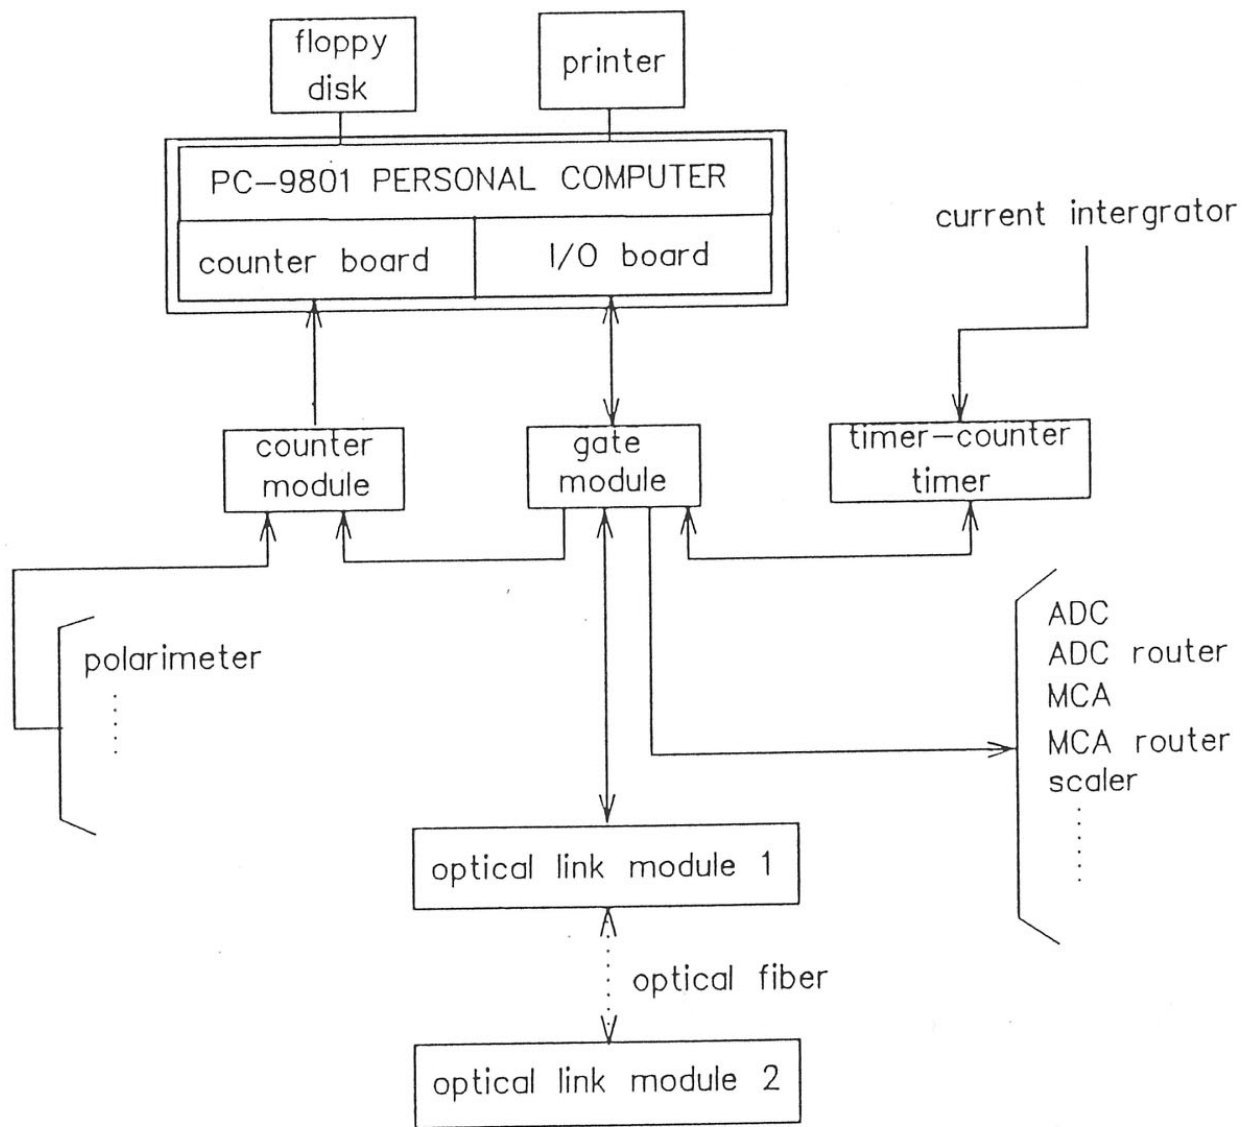 floppy
disk
printer
PC-9801 PERSONAL COMPUTER
counter board
I/O board
current intergrator
counter
module
gate
module
timer-counter
timer
polarimeter
ADC
ADC router
MCA
MCA router
scaler
optical link module 1
optical fiber
optical link module 2